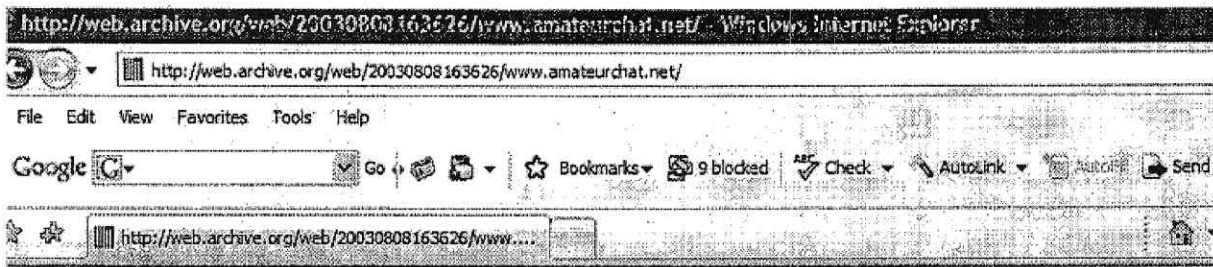 http://web.archive.org/web/20030808163626/www.amateurchat.net/ - Windows Internet Explorer
http://web.archive.org/web/20030808163626/www.amateurchat.net/
File Edit View Favorites Tools Help
Google G Go Bookmarks 9 blocked ABC Check AutoLink AutoFill Send
http://web.archive.org/web/20030808163626/www....